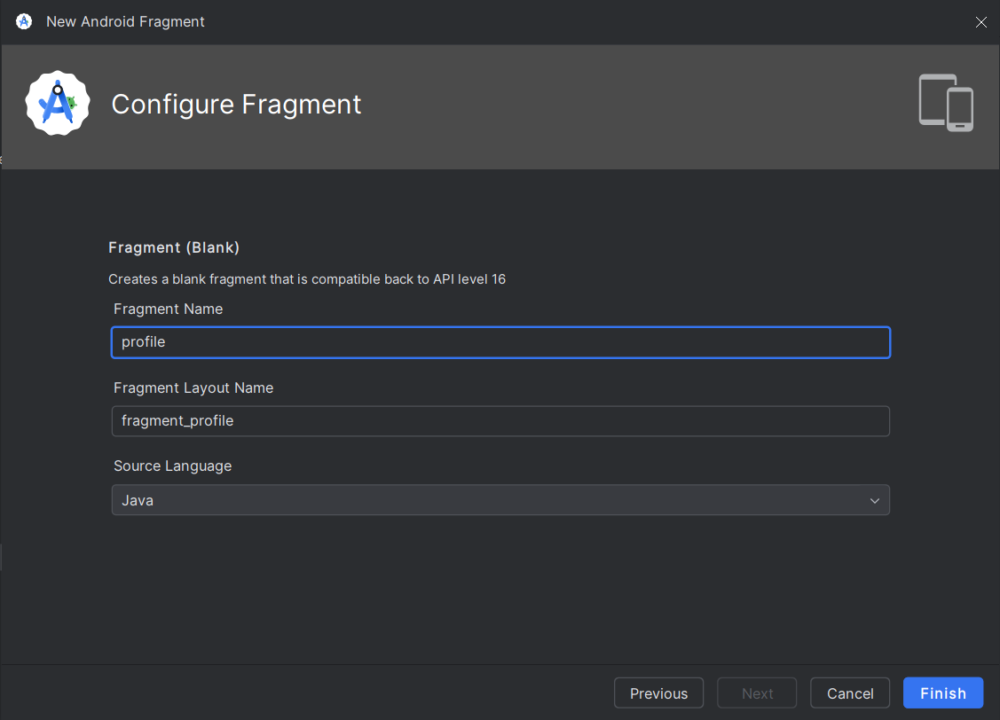 New Android Fragment
Configure Fragment
Fragment (Blank)
Creates a blank fragment that is compatible back to API level 16
Fragment Name
profile
Fragment Layout Name
fragment_profile
Source Language
Java
Previous Next Cancel Finish